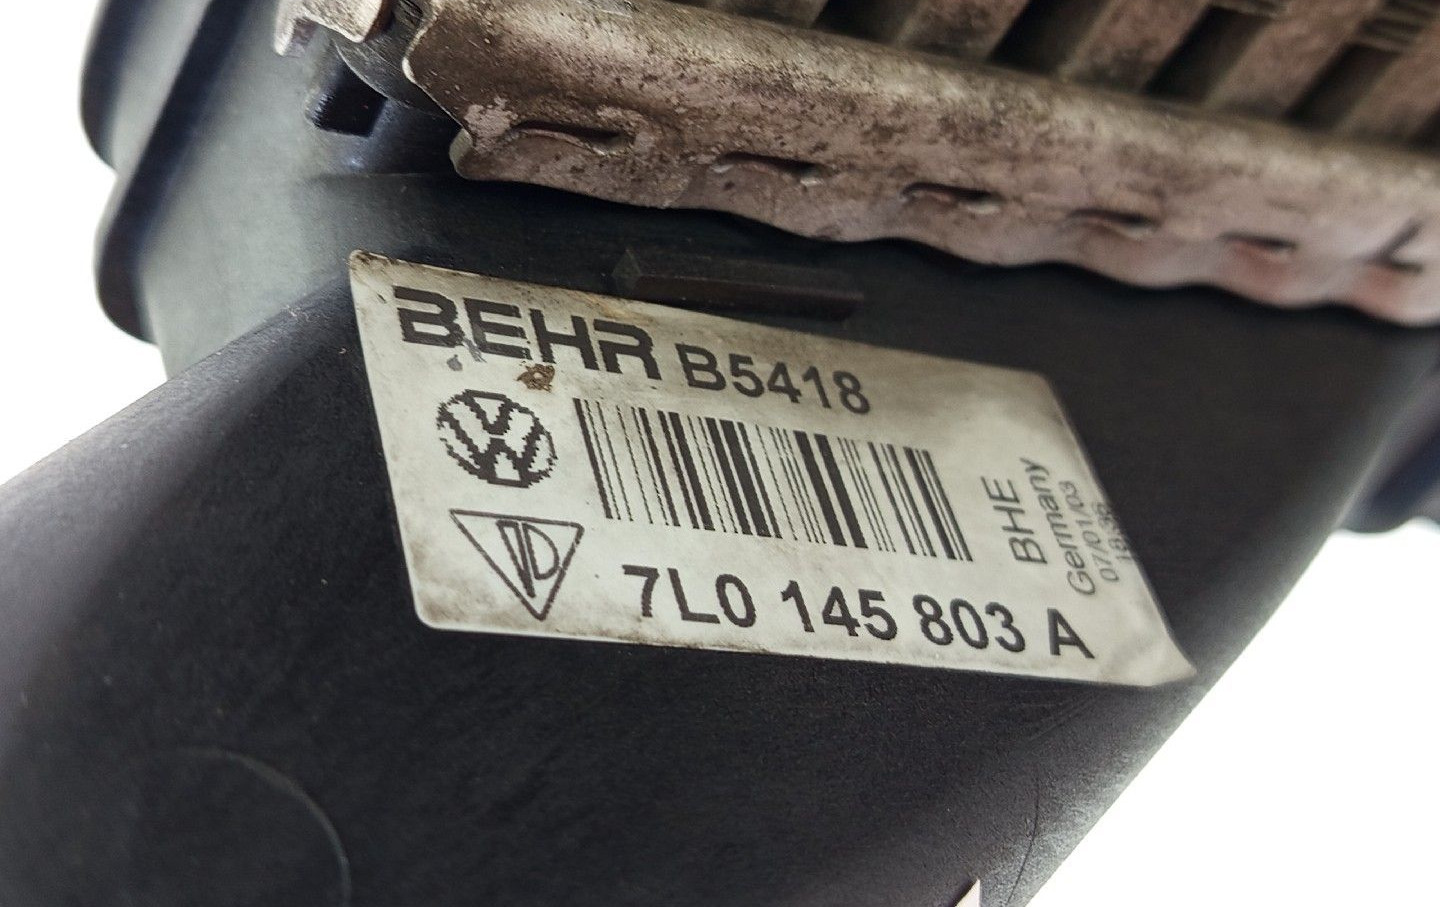 BEHR B5418
7L0 145 803 A
BHE
Germany
07/01/03